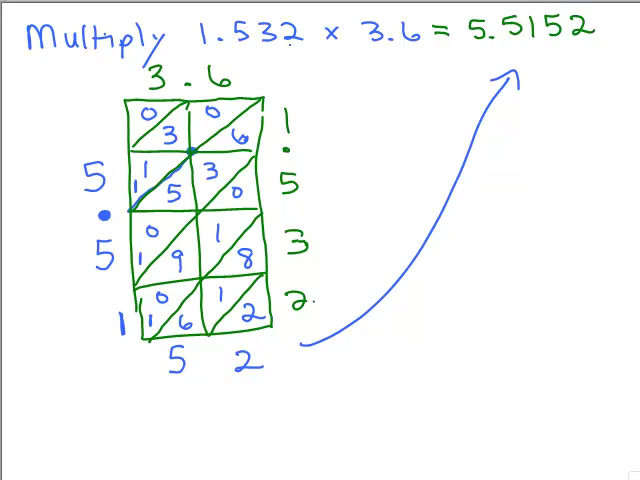 Multiply 1.532 × 3.6 = 5.5152
3 . 6
0 0 1
3 6 .
1 3
5 1 5 0 5
.
0 1 3
5 1 9 8
0 1 2.
1 1 6 2
5 2